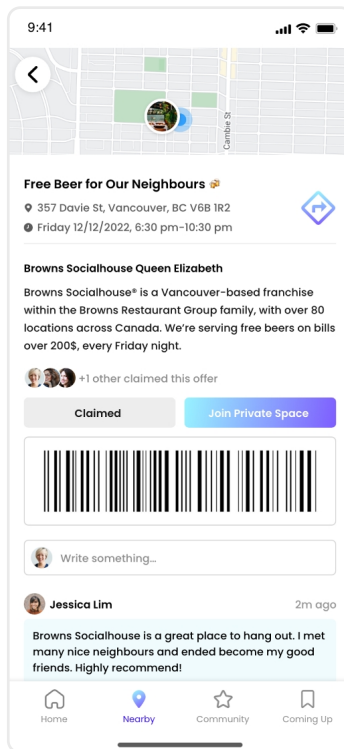 9:41
Cambie St
Free Beer for Our Neighbours 🍻
357 Davie St, Vancouver, BC V6B 1R2
Friday 12/12/2022, 6:30 pm-10:30 pm
Browns Socialhouse Queen Elizabeth
Browns Socialhouse® is a Vancouver-based franchise
within the Browns Restaurant Group family, with over 80
locations across Canada. We're serving free beers on bills
over 200$, every Friday night.
+1 other claimed this offer
Claimed
Join Private Space
Write something...
Jessica Lim
2m ago
Browns Socialhouse is a great place to hang out. I met
many nice neighbours and ended become my good
friends. Highly recommend!
Home
Nearby
Community
Coming Up